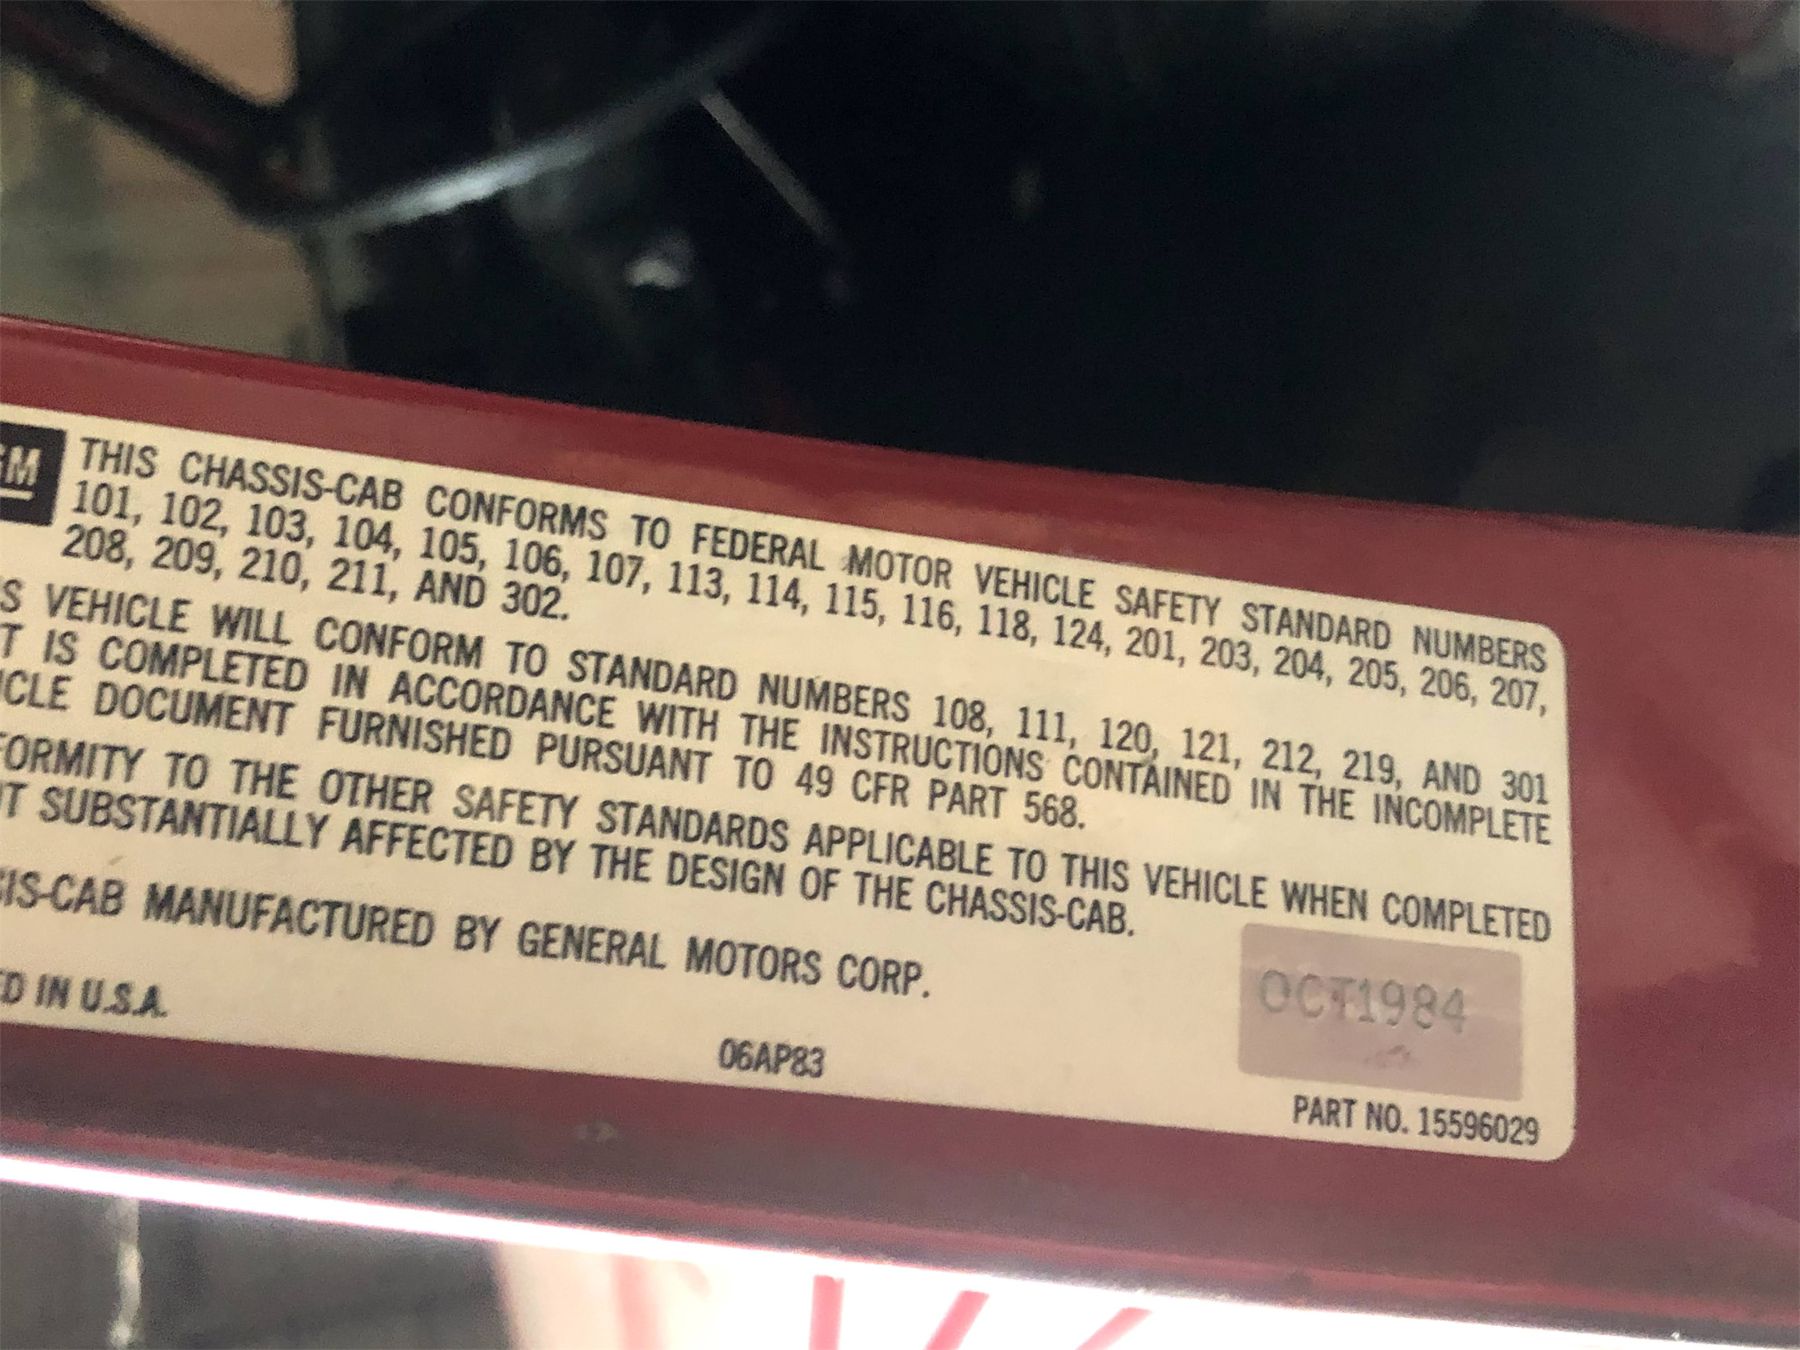 GM
THIS CHASSIS-CAB CONFORMS TO FEDERAL MOTOR VEHICLE SAFETY STANDARD NUMBERS
101, 102, 103, 104, 105, 106, 107, 113, 114, 115, 116, 118, 124, 201, 203, 204, 205, 206, 207,
208, 209, 210, 211, AND 302.
S VEHICLE WILL CONFORM TO STANDARD NUMBERS 108, 111, 120, 121, 212, 219, AND 301
T IS COMPLETED IN ACCORDANCE WITH THE INSTRUCTIONS CONTAINED IN THE INCOMPLETE
ICLE DOCUMENT FURNISHED PURSUANT TO 49 CFR PART 568.
FORMITY TO THE OTHER SAFETY STANDARDS APPLICABLE TO THIS VEHICLE WHEN COMPLETED
OT SUBSTANTIALLY AFFECTED BY THE DESIGN OF THE CHASSIS-CAB.
SIS-CAB MANUFACTURED BY GENERAL MOTORS CORP.
OCT1984
ED IN U.S.A.
06AP83
PART NO. 15596029